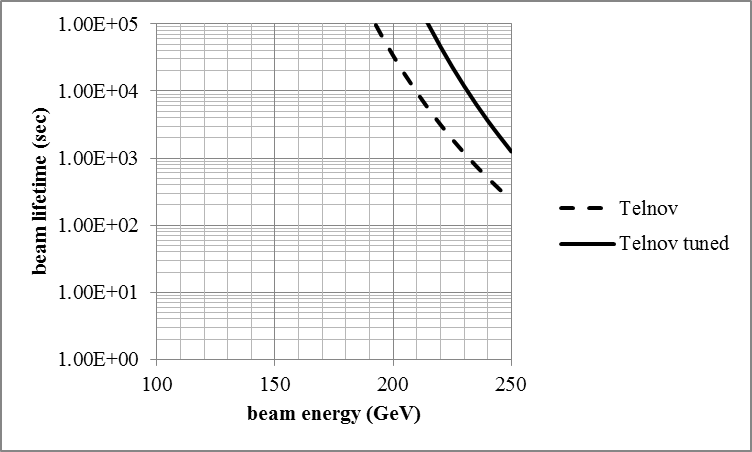 1.00E+05
1.00E+04
1.00E+03
1.00E+02
1.00E+01
1.00E+00
beam lifetime (sec)
100 150 200 250
beam energy (GeV)
Telnov
Telnov tuned